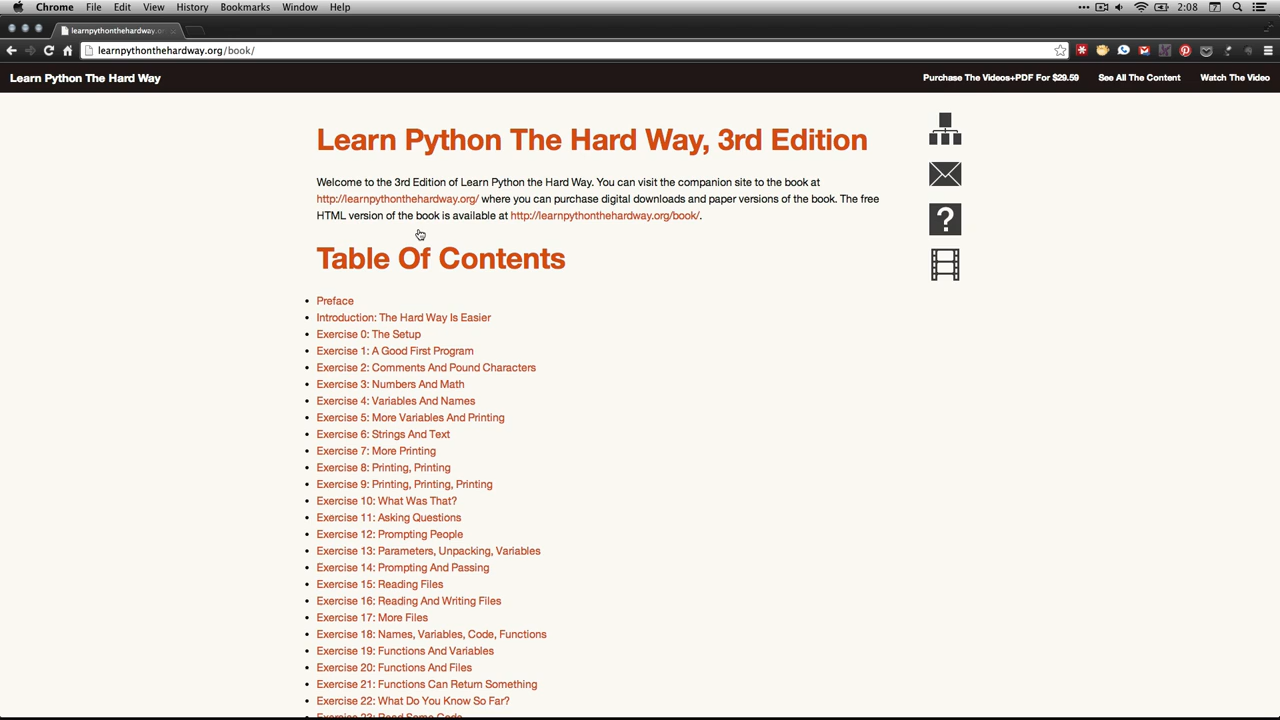 Chrome File Edit View History Bookmarks Window Help 2:08 7
learnpythonthehardway.or
learnpythonthehardway.org/book/
Learn Python The Hard Way Purchase The Videos+PDF For $29.59 See All The Content Watch The Video
Learn Python The Hard Way, 3rd Edition
Welcome to the 3rd Edition of Learn Python the Hard Way. You can visit the companion site to the book at
http://learnpythonthehardway.org/ where you can purchase digital downloads and paper versions of the book. The free
HTML version of the book is available at http://learnpythonthehardway.org/book/.
?
Table Of Contents
• Preface
• Introduction: The Hard Way Is Easier
• Exercise 0: The Setup
• Exercise 1: A Good First Program
• Exercise 2: Comments And Pound Characters
• Exercise 3: Numbers And Math
• Exercise 4: Variables And Names
• Exercise 5: More Variables And Printing
• Exercise 6: Strings And Text
• Exercise 7: More Printing
• Exercise 8: Printing, Printing
• Exercise 9: Printing, Printing, Printing
• Exercise 10: What Was That?
• Exercise 11: Asking Questions
• Exercise 12: Prompting People
• Exercise 13: Parameters, Unpacking, Variables
• Exercise 14: Prompting And Passing
• Exercise 15: Reading Files
• Exercise 16: Reading And Writing Files
• Exercise 17: More Files
• Exercise 18: Names, Variables, Code, Functions
• Exercise 19: Functions And Variables
• Exercise 20: Functions And Files
• Exercise 21: Functions Can Return Something
• Exercise 22: What Do You Know So Far?
• Exercise 23: Read Some Code